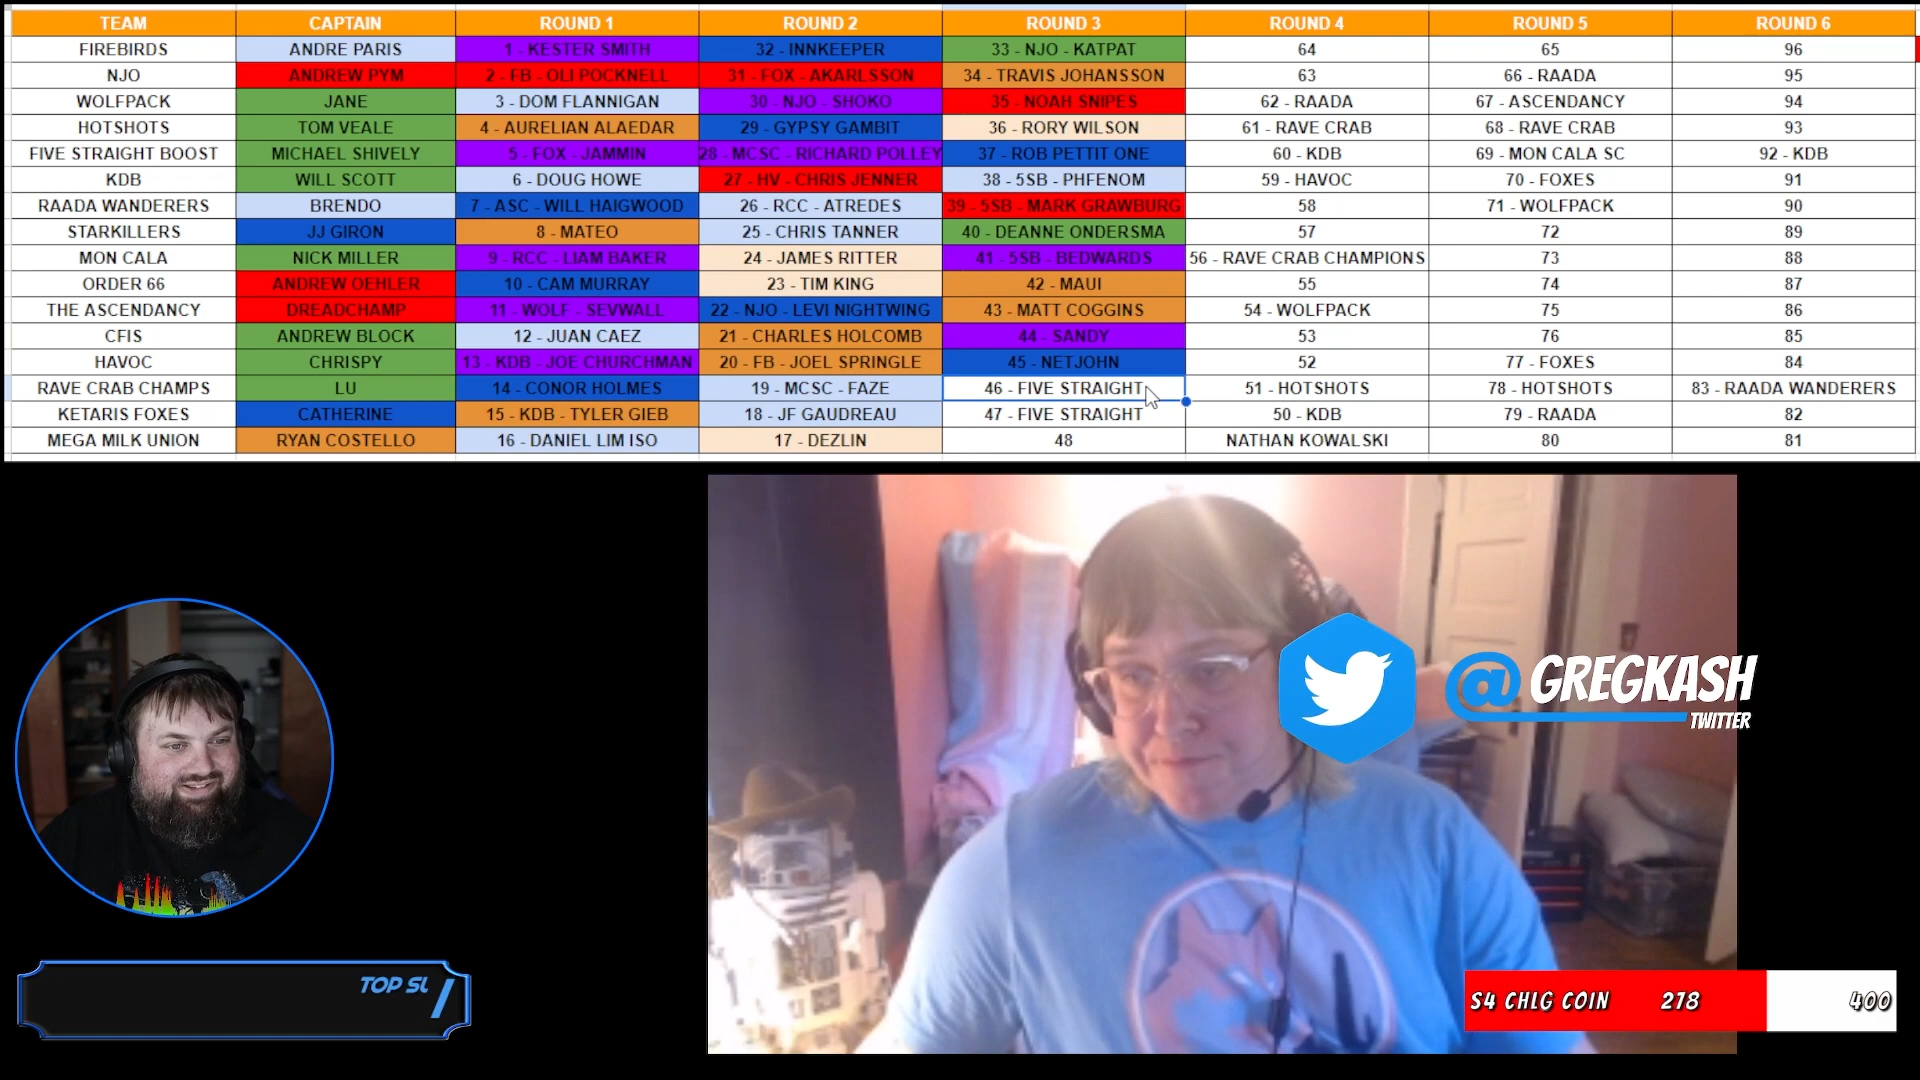 TEAM CAPTAIN ROUND 1 ROUND 2 ROUND 3 ROUND 4 ROUND 5 ROUND 6
FIREBIRDS ANDRE PARIS 1 - KESTER SMITH 32 - INNKEEPER 33 - NJO - KATPAT 64 65 96
NJO ANDREW PYM 2 - FB - OLI POCKNELL 31 - FOX - AKARLSSON 34 - TRAVIS JOHANSSON 63 66 - RAADA 95
WOLFPACK JANE 3 - DOM FLANNIGAN 30 - NJO - SHOKO 35 - NOAH SNIPES 62 - RAADA 67 - ASCENDANCY 94
HOTSHOTS TOM VEALE 4 - AURELIAN ALAEDAR 29 - GYPSY GAMBIT 36 - RORY WILSON 61 - RAVE CRAB 68 - RAVE CRAB 93
FIVE STRAIGHT BOOST MICHAEL SHIVELY 5 - FOX - JAMMIN 28 - MCSC - RICHARD POLLEY 37 - ROB PETTIT ONE 60 - KDB 69 - MON CALA SC 92 - KDB
KDB WILL SCOTT 6 - DOUG HOWE 27 - HV - CHRIS JENNER 38 - 5SB - PHFENOM 59 - HAVOC 70 - FOXES 91
RAADA WANDERERS BRENDO 7 - ASC - WILL HAIGWOOD 26 - RCC - ATREDES 39 - 5SB - MARK GRAWBURG 58 71 - WOLFPACK 90
STARKILLERS JJ GIRON 8 - MATEO 25 - CHRIS TANNER 40 - DEANNE ONDERSMA 57 72 89
MON CALA NICK MILLER 9 - RCC - LIAM BAKER 24 - JAMES RITTER 41 - 5SB - BEDWARDS 56 - RAVE CRAB CHAMPIONS 73 88
ORDER 66 ANDREW OEHLER 10 - CAM MURRAY 23 - TIM KING 42 - MAUI 55 74 87
THE ASCENDANCY DREADCHAMP 11 - WOLF - SEVWALL 22 - NJO - LEVI NIGHTWING 43 - MATT COGGINS 54 - WOLFPACK 75 86
CFIS ANDREW BLOCK 12 - JUAN CAEZ 21 - CHARLES HOLCOMB 44 - SANDY 53 76 85
HAVOC CHRISPY 13 - KDB - JOE CHURCHMAN 20 - FB - JOEL SPRINGLE 45 - NETJOHN 52 77 - FOXES 84
RAVE CRAB CHAMPS LU 14 - CONOR HOLMES 19 - MCSC - FAZE 46 - FIVE STRAIGHT 51 - HOTSHOTS 78 - HOTSHOTS 83 - RAADA WANDERERS
KETARIS FOXES CATHERINE 15 - KDB - TYLER GIEB 18 - JF GAUDREAU 47 - FIVE STRAIGHT 50 - KDB 79 - RAADA 82
MEGA MILK UNION RYAN COSTELLO 16 - DANIEL LIM ISO 17 - DEZLIN 48 NATHAN KOWALSKI 80 81
@GREGKASH
TWITTER
TOP SU
S4 CHLG COIN 278 400